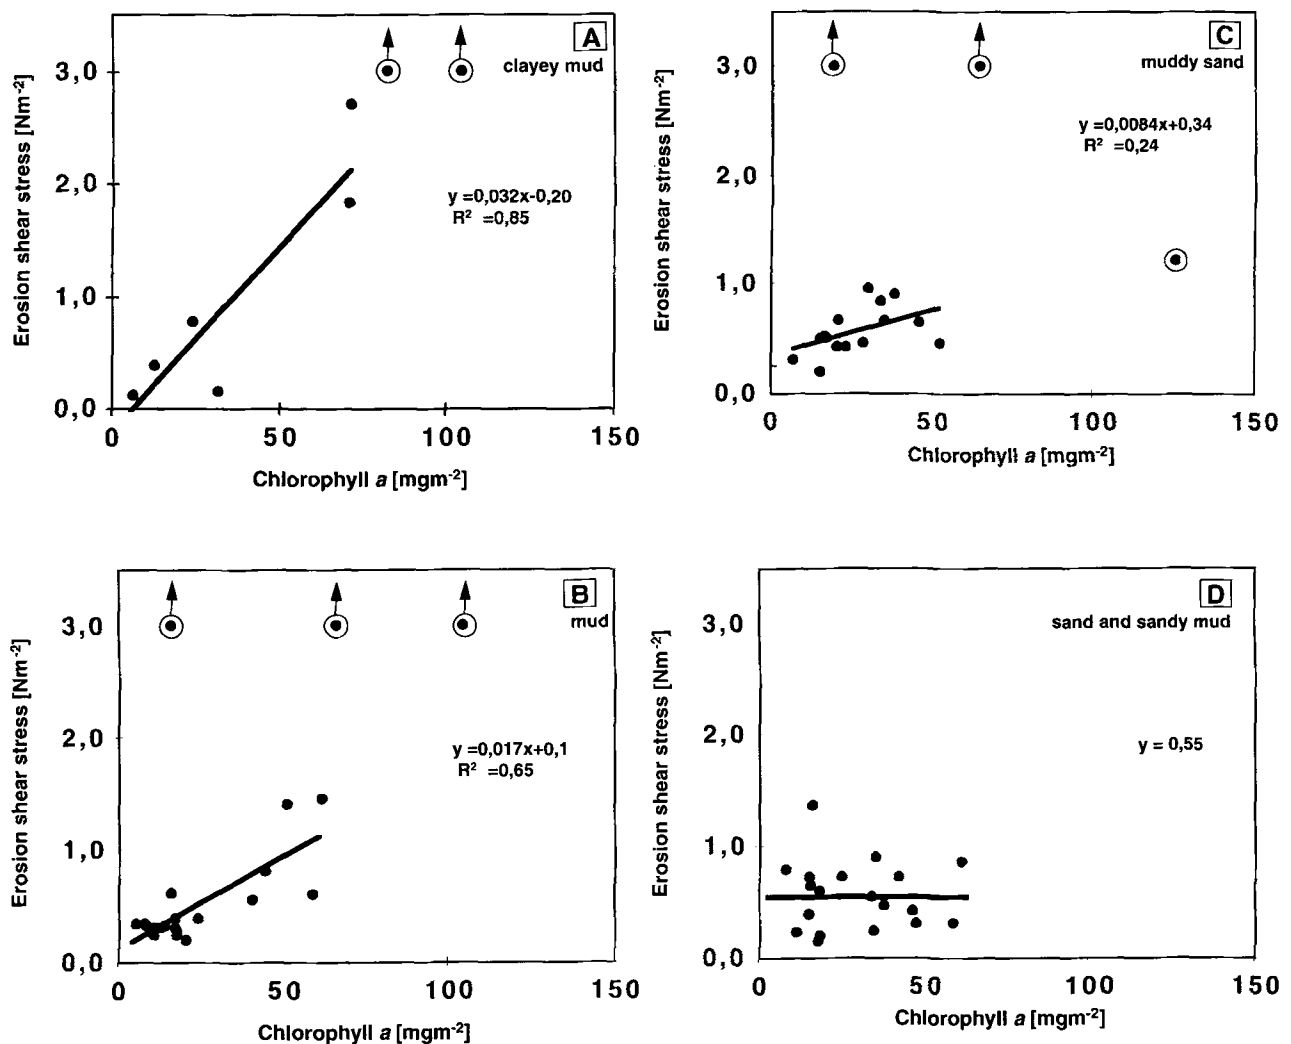 A
clayey mud
Erosion shear stress [Nm-2]
3,0
2,0
1,0
0,0
y =0,032x-0,20
R² =0,85
0 50 100 150
Chlorophyll a [mgm-2]
C
muddy sand
Erosion shear stress [Nm-2]
3,0
2,0
1,0
0,0
y =0,0084x+0,34
R² =0,24
0 50 100 150
Chlorophyll a [mgm-2]
B
mud
Erosion shear stress [Nm-2]
3,0
2,0
1,0
0,0
y =0,017x+0,1
R² =0,65
0 50 100 150
Chlorophyll a [mgm-2]
D
sand and sandy mud
Erosion shear stress [Nm-2]
3,0
2,0
1,0
0,0
y = 0,55
0 50 100 150
Chlorophyll a [mgm-2]